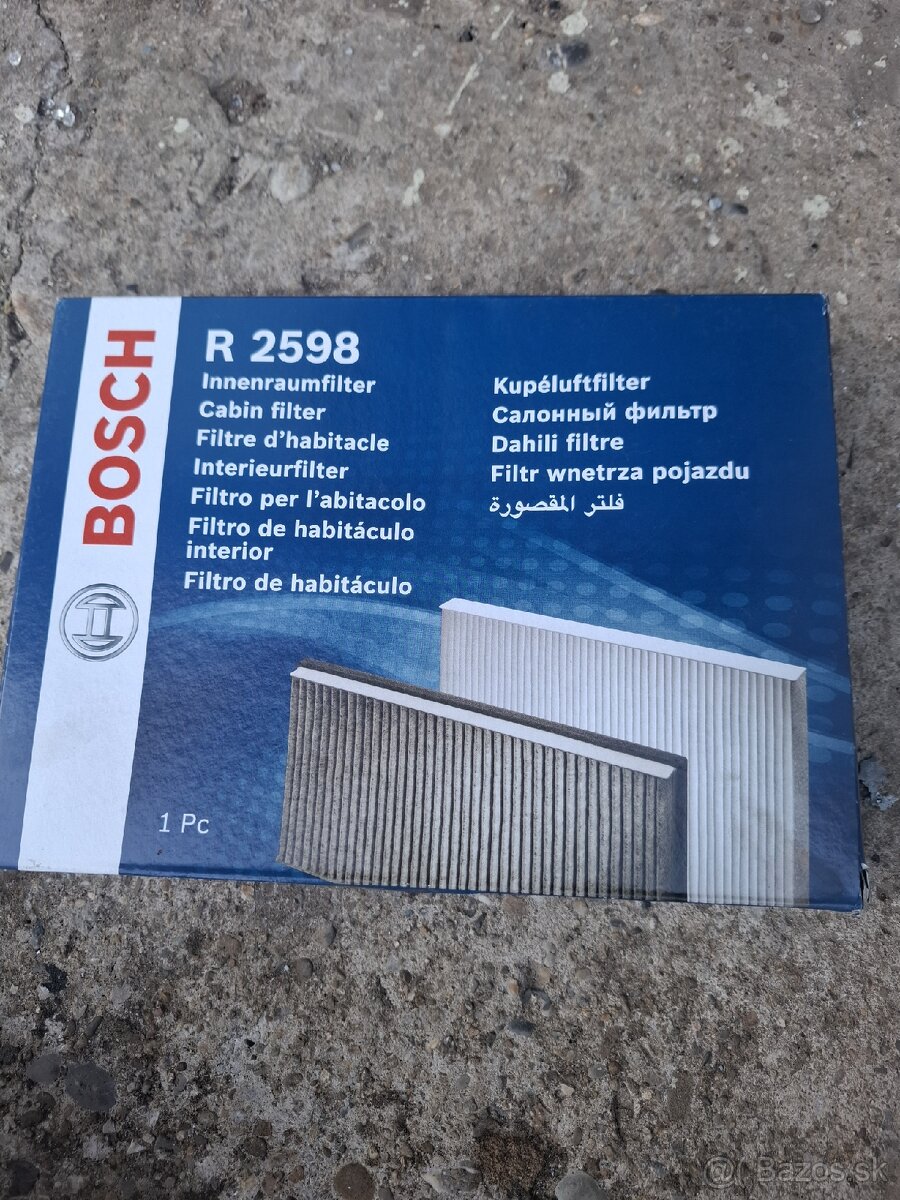 BOSCH
R 2598
Innenraumfilter
Cabin filter
Filtre d'habitacle
Interieurfilter
Filtro per l'abitacolo
Filtro de habitáculo
interior
Filtro de habitáculo
Kupéluftfilter
Салонный фильтр
Dahili filtre
Filtr wnetrza pojazdu
فلتر المقصورة
1 Pc
@ Bazos.sk